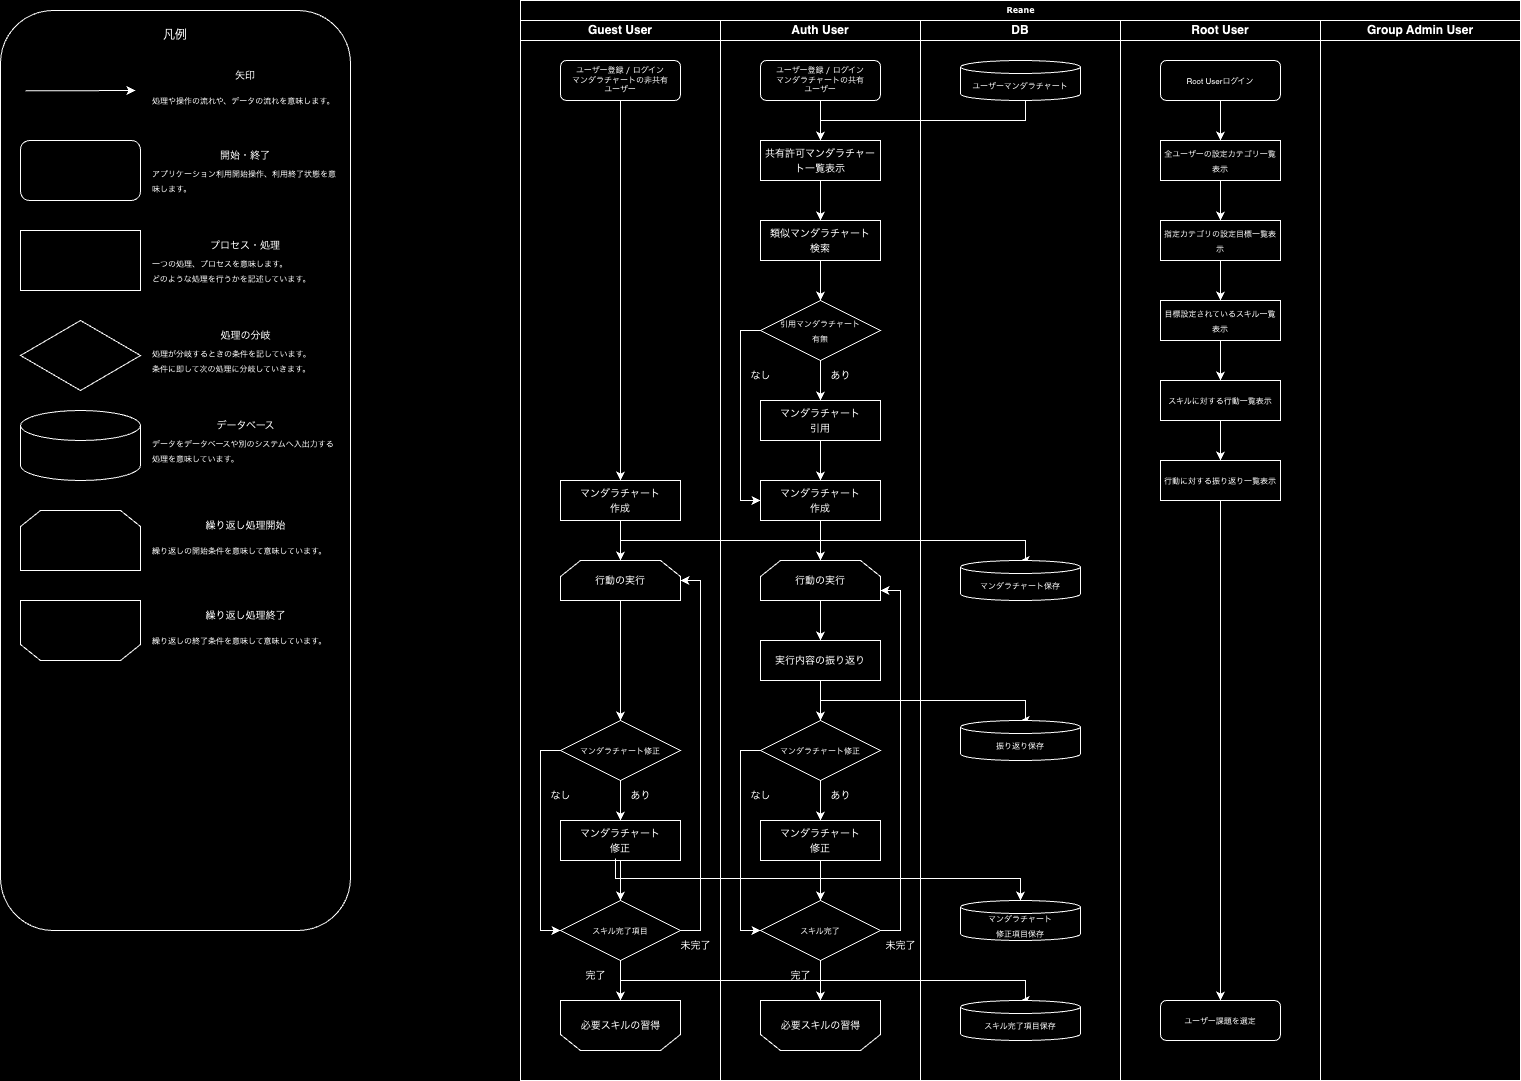 凡例
矢印
処理や操作の流れや、データの流れを意味します。
開始・終了
アプリケーション利用開始操作、利用終了状態を意
味します。
プロセス・処理
一つの処理、プロセスを意味します。
どのような処理を行うかを記述しています。
処理の分岐
処理が分岐するときの条件を記しています。
条件に即して次の処理に分岐していきます。
データベース
データをデータベースや別のシステムへ入出力する
処理を意味しています。
繰り返し処理開始
繰り返しの開始条件を意味して意味しています。
繰り返し処理終了
繰り返しの終了条件を意味して意味しています。
Reane
Guest User
Auth User
DB
Root User
Group Admin User
ユーザー登録 / ログイン
マンダラチャートの非共有
ユーザー
マンダラチャート
作成
行動の実行
マンダラチャート修正
なし
あり
マンダラチャート
修正
スキル完了項目
未完了
完了
必要スキルの習得
ユーザー登録 / ログイン
マンダラチャートの共有
ユーザー
共有許可マンダラチャー
ト一覧表示
類似マンダラチャート
検索
引用マンダラチャート
有無
なし
あり
マンダラチャート
引用
マンダラチャート
作成
行動の実行
実行内容の振り返り
マンダラチャート修正
なし
あり
マンダラチャート
修正
スキル完了
未完了
完了
必要スキルの習得
ユーザーマンダラチャート
マンダラチャート保存
振り返り保存
マンダラチャート
修正項目保存
スキル完了項目保存
Root Userログイン
全ユーザーの設定カテゴリ一覧
表示
指定カテゴリの設定目標一覧表
示
目標設定されているスキル一覧
表示
スキルに対する行動一覧表示
行動に対する振り返り一覧表示
ユーザー課題を選定